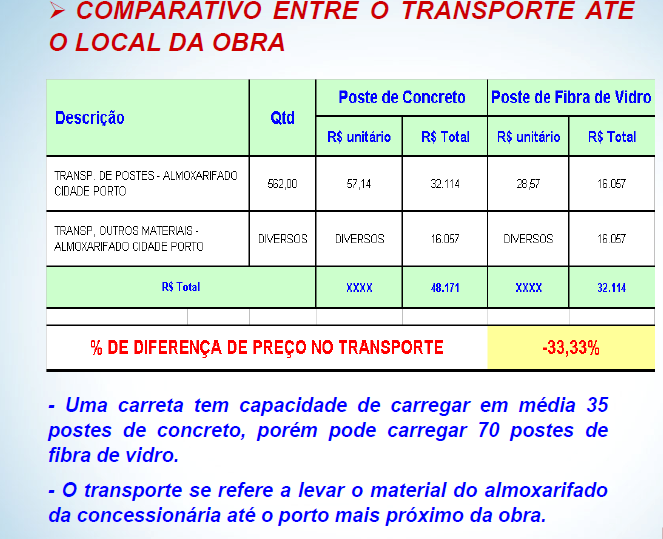 ➢ COMPARATIVO ENTRE O TRANSPORTE ATÉ
O LOCAL DA OBRA
Descrição Qtd Poste de Concreto Poste de Fibra de Vidro
R$ unitário R$ Total R$ unitário R$ Total
TRANSP. DE POSTES - ALMOXARIFADO
CIDADE PORTO 562,00 57,14 32.114 28,57 16.057
TRANSP, OUTROS MATERIAIS -
ALMOXARIFADO CIDADE PORTO DIVERSOS DIVERSOS 16.057 DIVERSOS 16.057
R$ Total XXXX 48.171 XXXX 32.114
% DE DIFERENÇA DE PREÇO NO TRANSPORTE -33,33%
- Uma carreta tem capacidade de carregar em média 35
postes de concreto, porém pode carregar 70 postes de
fibra de vidro.
- O transporte se refere a levar o material do almoxarifado
da concessionária até o porto mais próximo da obra.